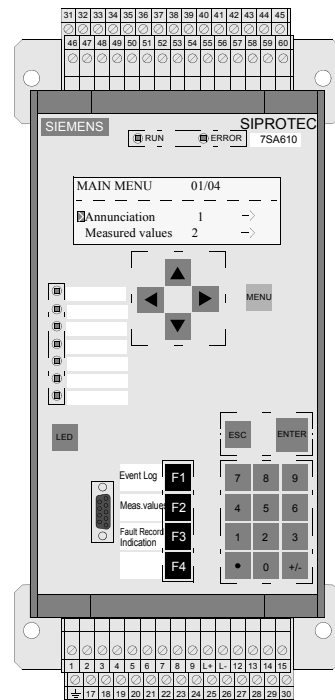 31 32 33 34 35 36 37 38 39 40 41 42 43 44 45
46 47 48 49 50 51 52 53 54 55 56 57 58 59 60
SIEMENS
SIPROTEC
RUN
ERROR
7SA610
MAIN MENU 01/04
Annunciation 1 –>
Measured values 2 –>
MENU
LED
ESC
ENTER
Event Log F1
7 8 9
Meas.values F2
4 5 6
Fault Record
Indication
F3
1 2 3
F4
• 0 +/-
1 2 3 4 5 6 7 8 9 L+ L- 12 13 14 15
17 18 19 20 21 22 23 24 25 26 27 28 29 30